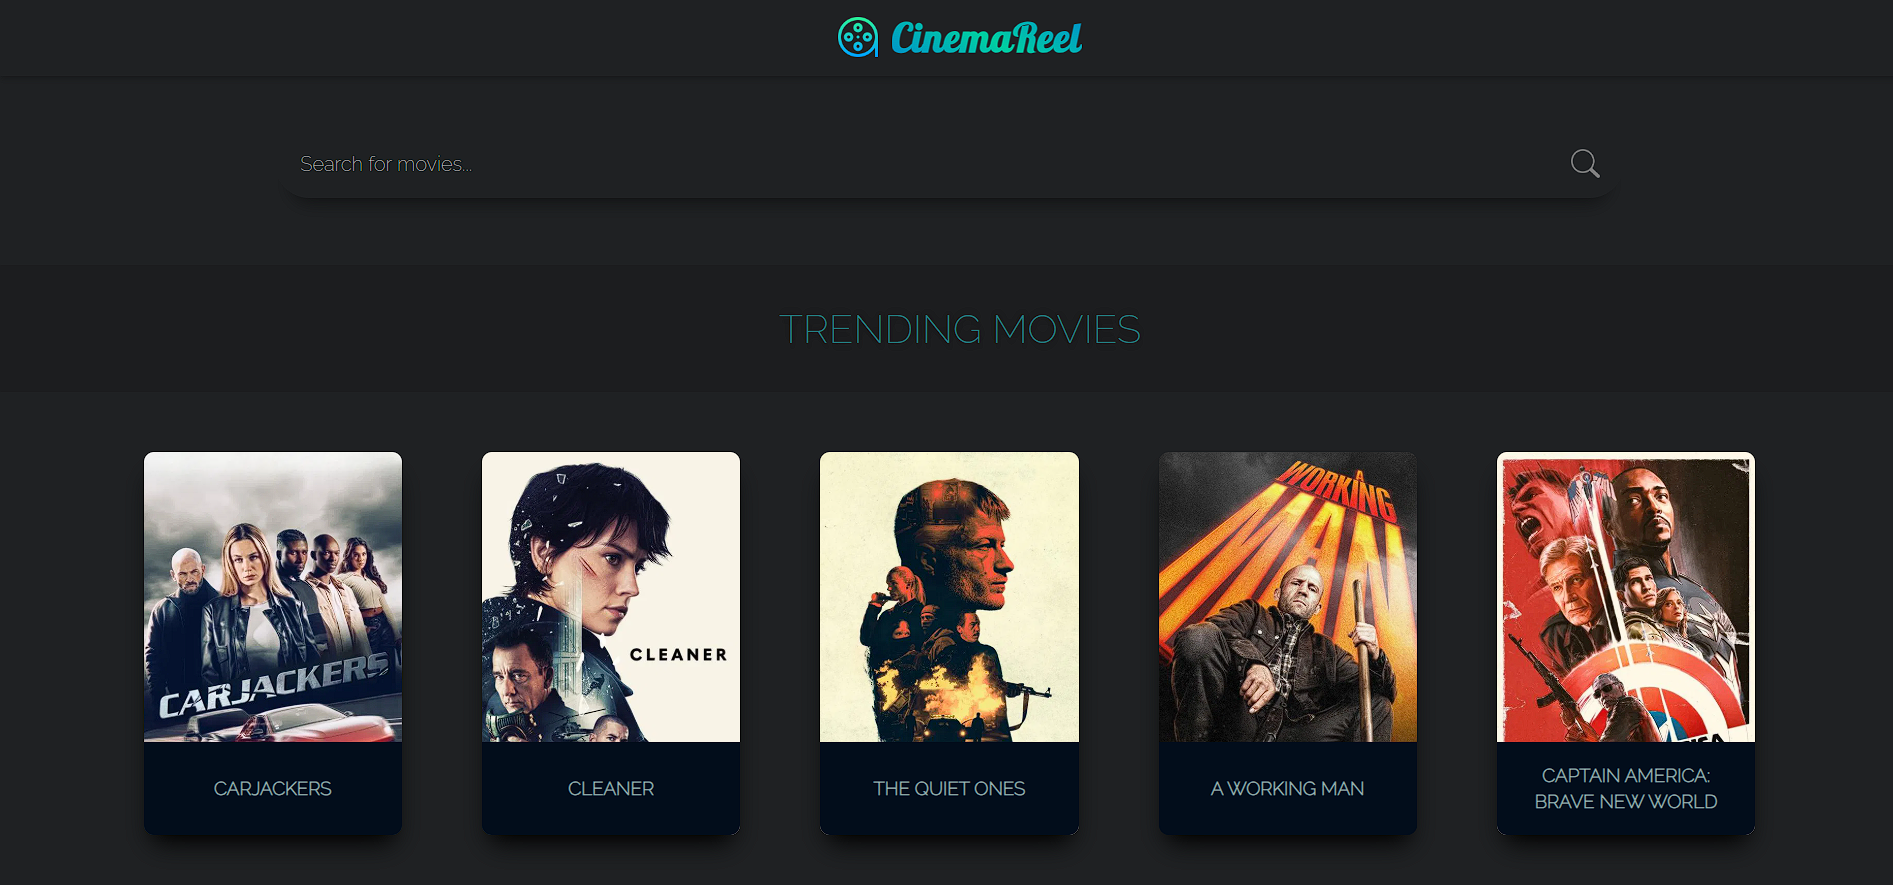 CinemaReel
Search for movies...
TRENDING MOVIES
CARJACKERS
CLEANER
A
WORKING
MAN
CARJACKERS
CLEANER
THE QUIET ONES
A WORKING MAN
CAPTAIN AMERICA:
BRAVE NEW WORLD